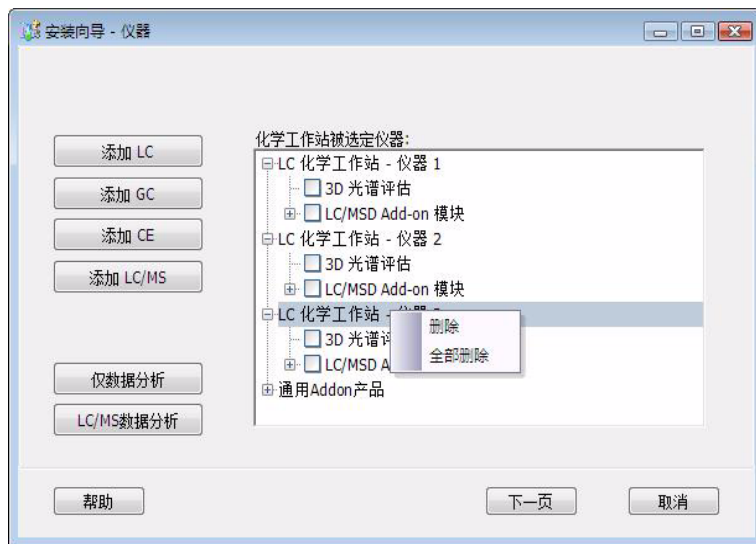 安装向导 - 仪器
化学工作站被选定仪器:
添加 LC
添加 GC
添加 CE
添加 LC/MS
仅数据分析
LC/MS数据分析
LC 化学工作站 - 仪器 1
3D 光谱评估
LC/MSD Add-on 模块
LC 化学工作站 - 仪器 2
3D 光谱评估
LC/MSD Add-on 模块
LC 化学工作站 - 仪器
3D 光谱评
LC/MSD A
通用Addon产品
删除
全部删除
帮助
下一页
取消